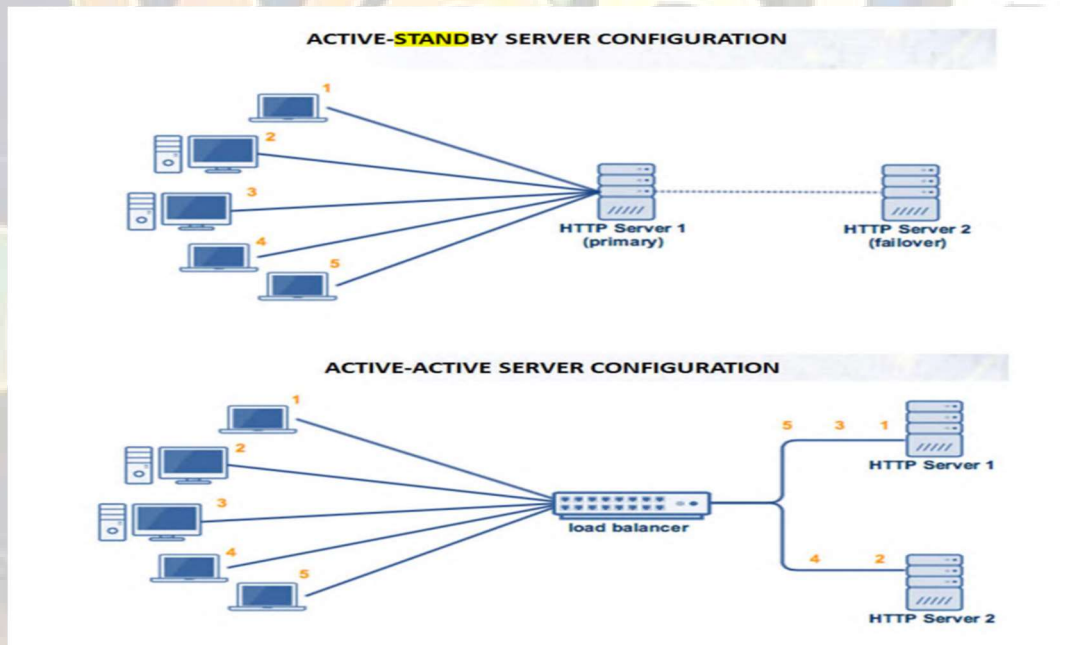 ACTIVE-STANDBY SERVER CONFIGURATION
1
2
3
4
5
HTTP Server 1
(primary)
HTTP Server 2
(failover)
ACTIVE-ACTIVE SERVER CONFIGURATION
1
2
3
4
5
load balancer
5 3 1
HTTP Server 1
4 2
HTTP Server 2